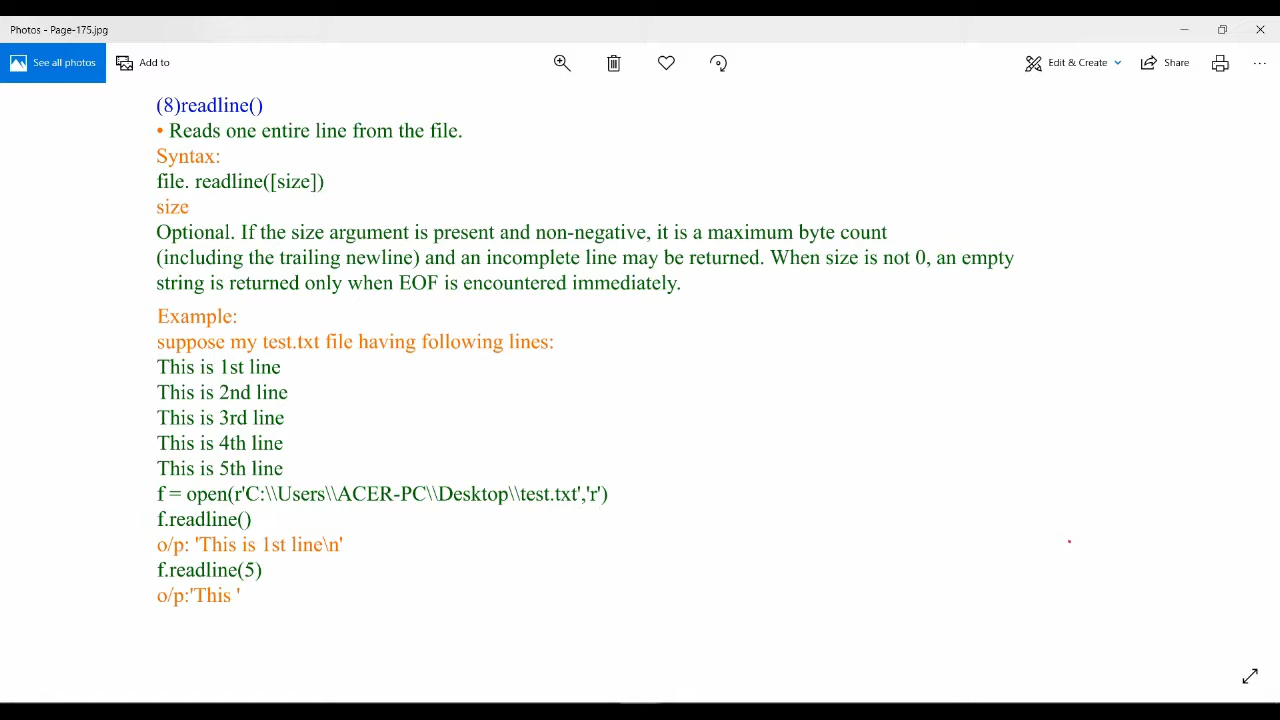 Photos - Page-175.jpg
See all photos
Add to
Edit & Create
Share
(8)readline()
• Reads one entire line from the file.
Syntax:
file. readline([size])
size
Optional. If the size argument is present and non-negative, it is a maximum byte count
(including the trailing newline) and an incomplete line may be returned. When size is not 0, an empty
string is returned only when EOF is encountered immediately.
Example:
suppose my test.txt file having following lines:
This is 1st line
This is 2nd line
This is 3rd line
This is 4th line
This is 5th line
f = open(r'C:\\Users\\ACER-PC\\Desktop\\test.txt','r')
f.readline()
o/p: 'This is 1st line\n'
f.readline(5)
o/p:'This '